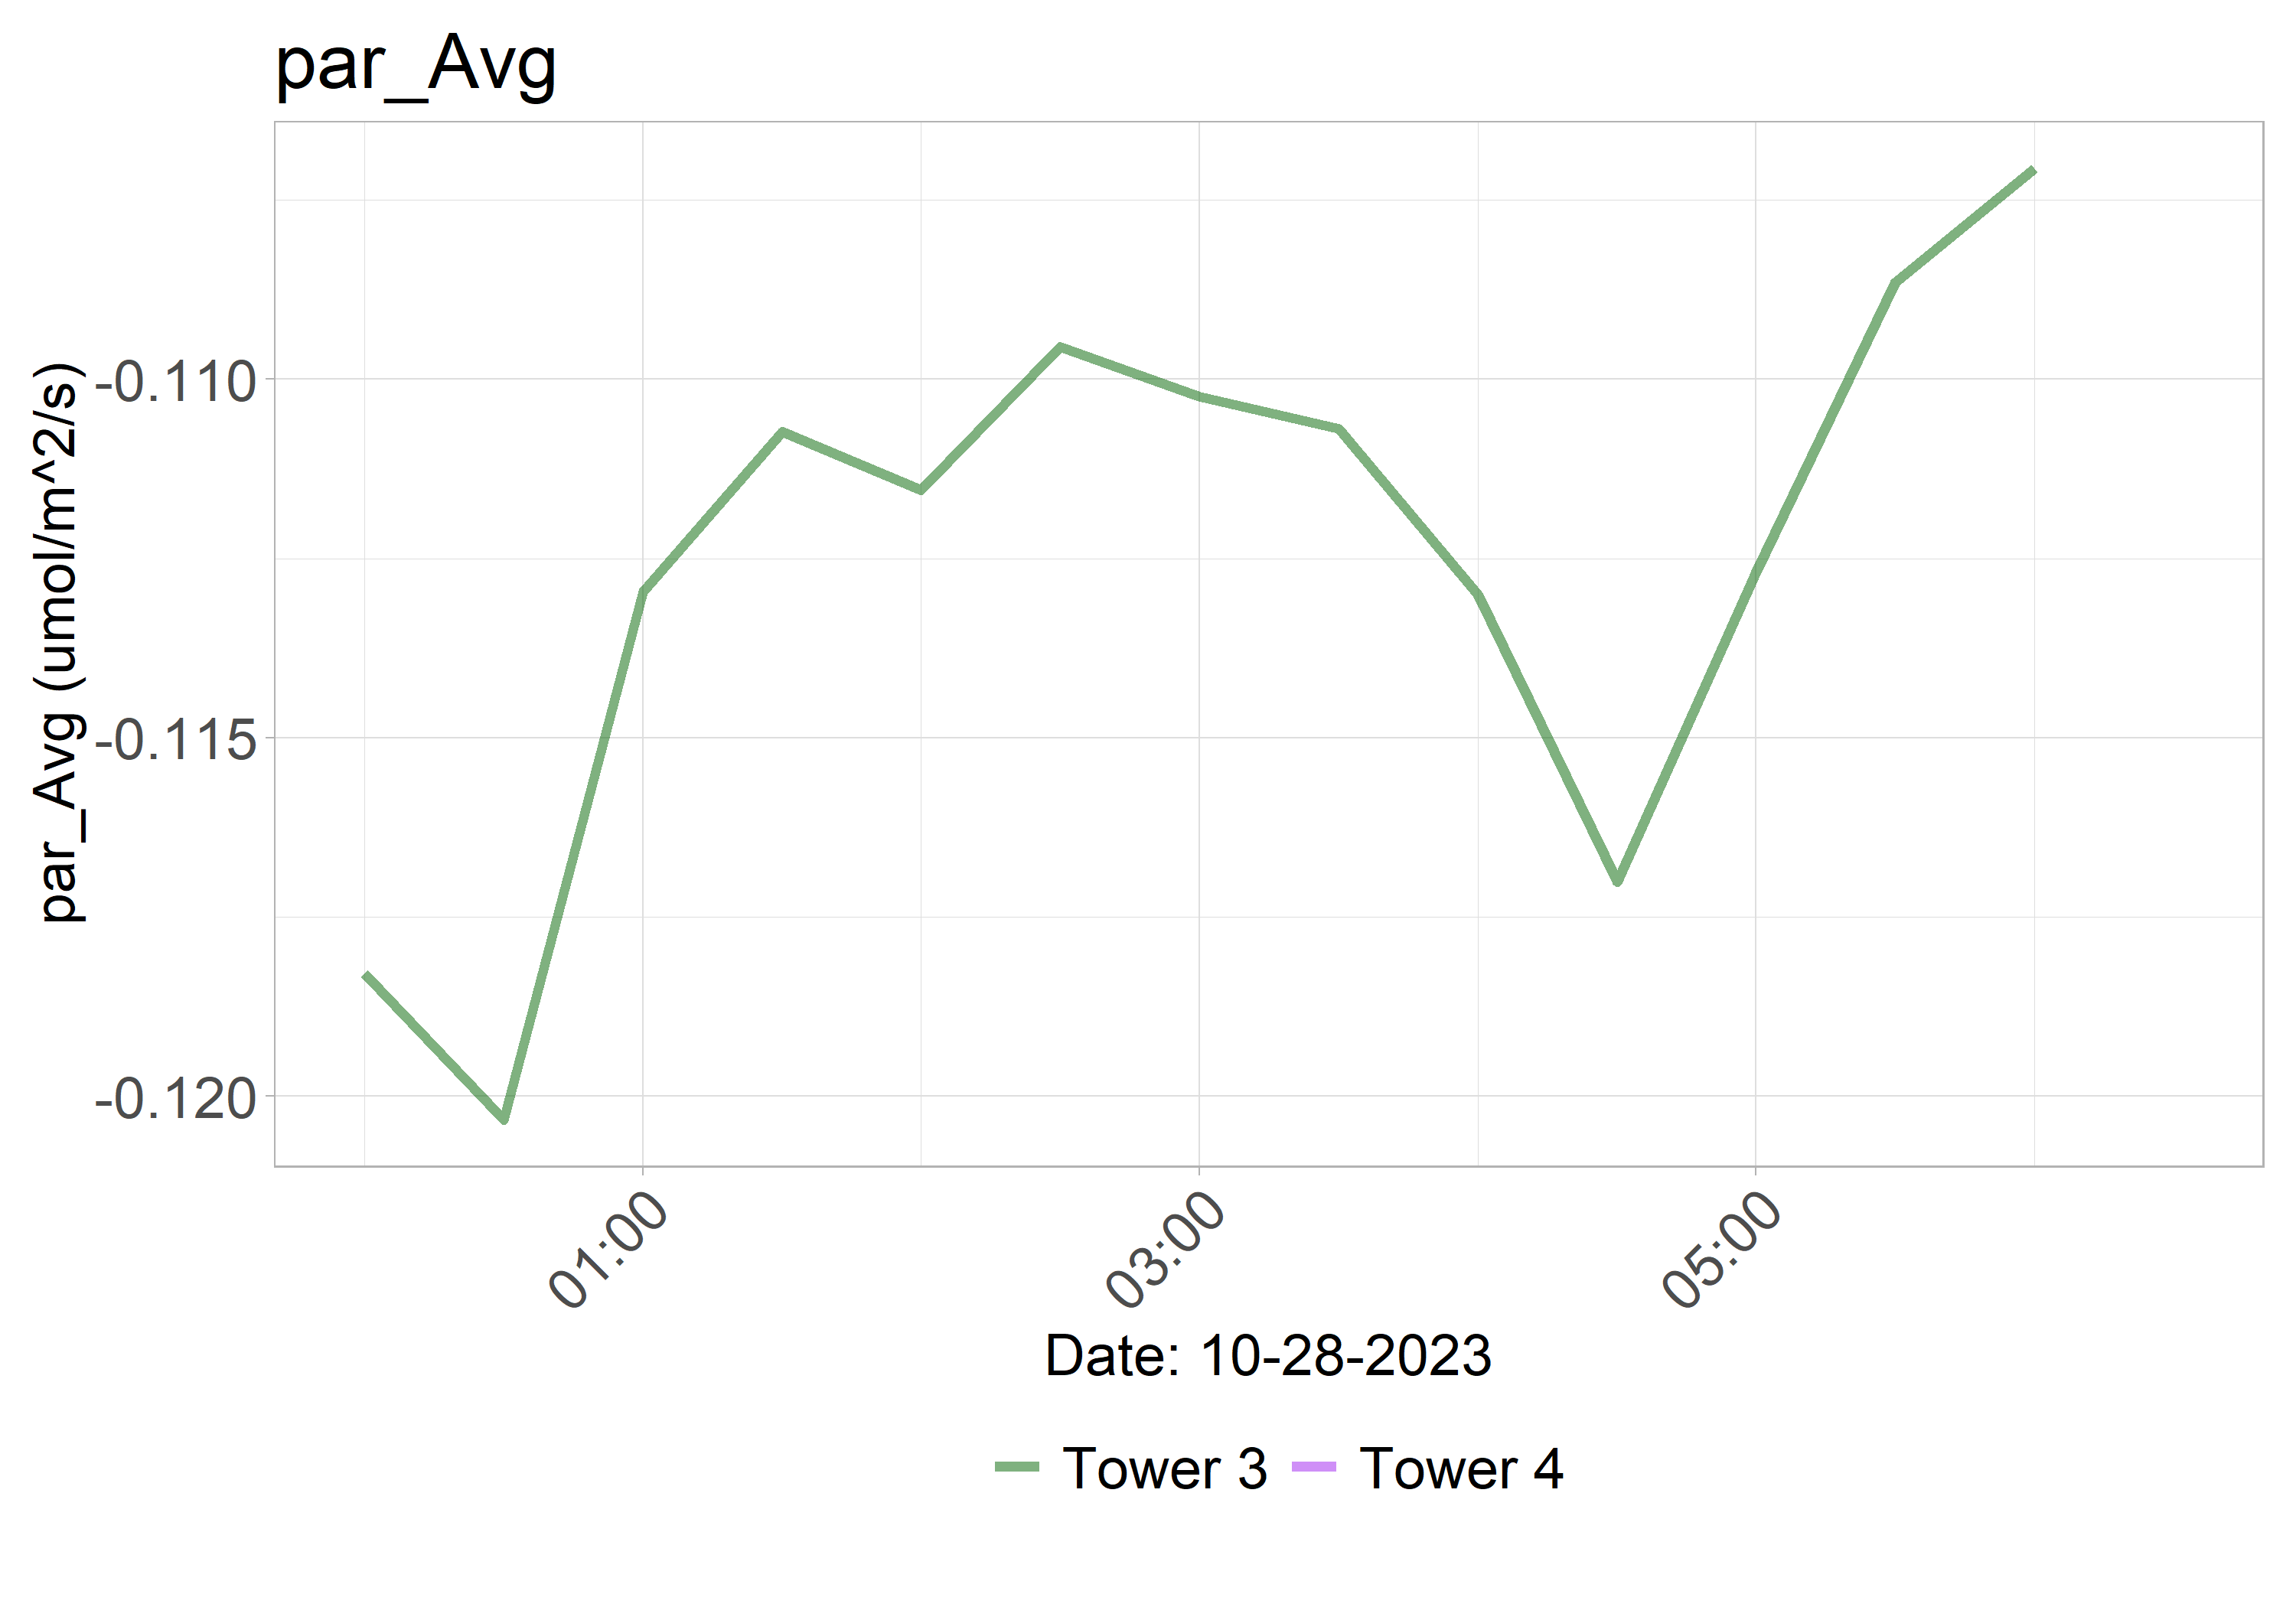 par_Avg
par_Avg (umol/m^2/s)
-0.110
-0.115
-0.120
01:00
03:00
05:00
Date: 10-28-2023
Tower 3
Tower 4